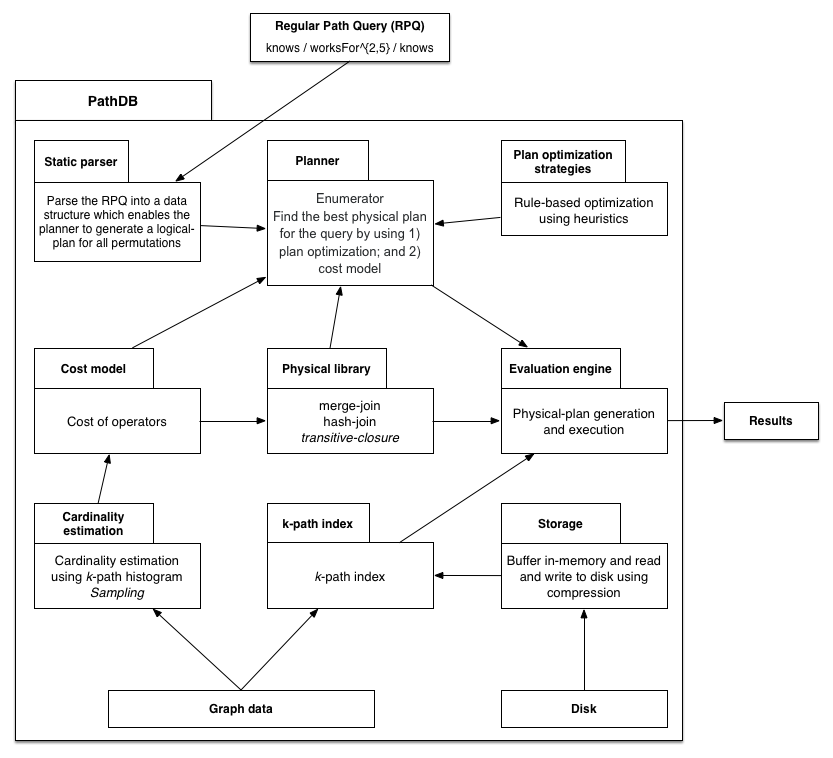 Regular Path Query (RPQ)
knows / worksFor^{2,5} / knows
PathDB
Static parser
Parse the RPQ into a data
structure which enables the
planner to generate a logical-
plan for all permutations
Planner
Enumerator
Find the best physical plan
for the query by using 1)
plan optimization; and 2)
cost model
Plan optimization
strategies
Rule-based optimization
using heuristics
Cost model
Cost of operators
Physical library
merge-join
hash-join
transitive-closure
Evaluation engine
Physical-plan generation
and execution
Results
Cardinality
estimation
Cardinality estimation
using k-path histogram
Sampling
k-path index
k-path index
Storage
Buffer in-memory and read
and write to disk using
compression
Graph data
Disk